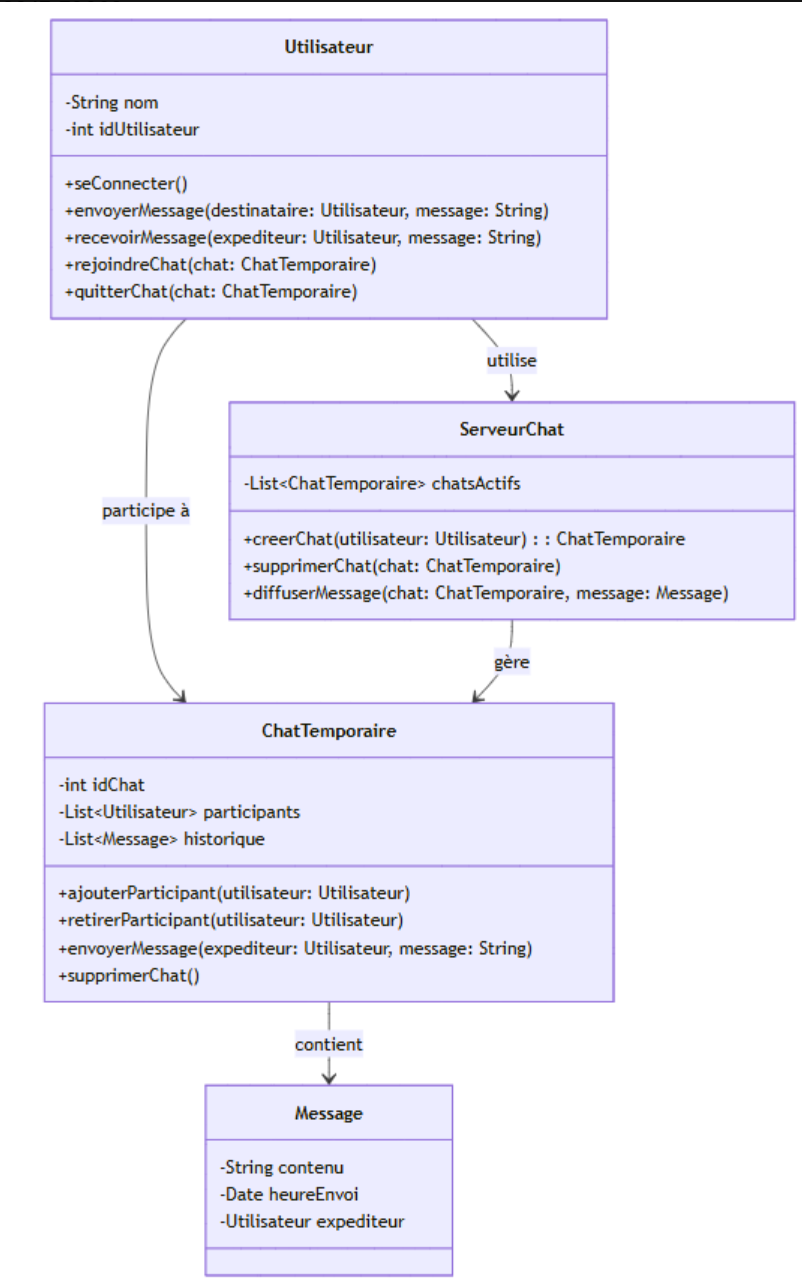 Utilisateur
-String nom
-int idUtilisateur
+seConnecter()
+envoyerMessage(destinataire: Utilisateur, message: String)
+recevoirMessage(expediteur: Utilisateur, message: String)
+rejoindreChat(chat: ChatTemporaire)
+quitterChat(chat: ChatTemporaire)
utilise
ServeurChat
-List<ChatTemporaire> chatsActifs
participe à
+creerChat(utilisateur: Utilisateur) : : ChatTemporaire
+supprimerChat(chat: ChatTemporaire)
+diffuserMessage(chat: ChatTemporaire, message: Message)
gère
ChatTemporaire
-int idChat
-List<Utilisateur> participants
-List<Message> historique
+ajouterParticipant(utilisateur: Utilisateur)
+retirerParticipant(utilisateur: Utilisateur)
+envoyerMessage(expediteur: Utilisateur, message: String)
+supprimerChat()
contient
Message
-String contenu
-Date heureEnvoi
-Utilisateur expediteur